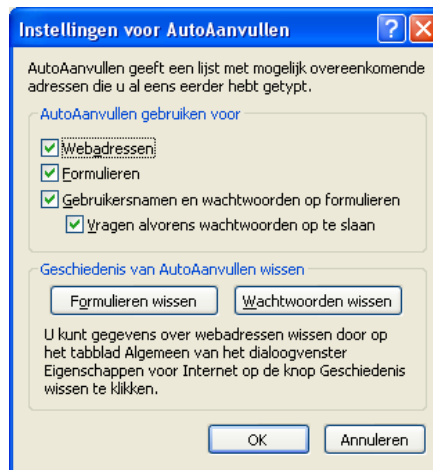 Instellingen voor AutoAanvullen
AutoAanvullen geeft een lijst met mogelijk overeenkomende
adressen die u al eens eerder hebt getypt.
AutoAanvullen gebruiken voor
Webadressen
Formulieren
Gebruikersnamen en wachtwoorden op formulieren
Vragen alvorens wachtwoorden op te slaan
Geschiedenis van AutoAanvullen wissen
Formulieren wissen
Wachtwoorden wissen
U kunt gegevens over webadressen wissen door op
het tabblad Algemeen van het dialoogvenster
Eigenschappen voor Internet op de knop Geschiedenis
wissen te klikken.
OK
Annuleren